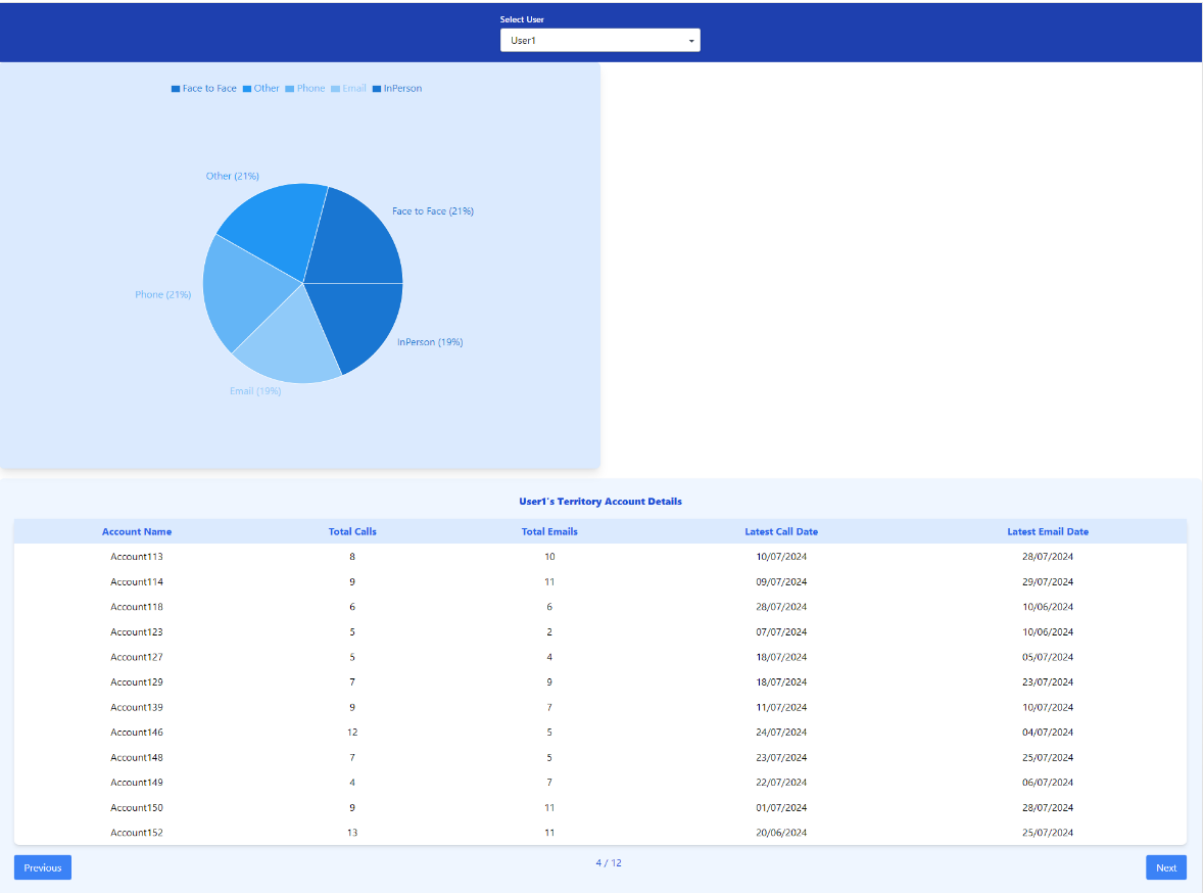 Select User
User1
Face to Face Other Phone Email InPerson
Other (21%)
Face to Face (21%)
Phone (21%)
InPerson (19%)
Email (19%)
User1's Territory Account Details
Account Name Total Calls Total Emails Latest Call Date Latest Email Date
Account113 8 10 10/07/2024 28/07/2024
Account114 9 11 09/07/2024 29/07/2024
Account118 6 6 28/07/2024 10/06/2024
Account123 5 2 07/07/2024 10/06/2024
Account127 5 4 18/07/2024 05/07/2024
Account129 7 9 18/07/2024 23/07/2024
Account139 9 7 11/07/2024 10/07/2024
Account146 12 5 24/07/2024 04/07/2024
Account148 7 5 23/07/2024 25/07/2024
Account149 4 7 22/07/2024 06/07/2024
Account150 9 11 01/07/2024 28/07/2024
Account152 13 11 20/06/2024 25/07/2024
Previous 4 / 12 Next